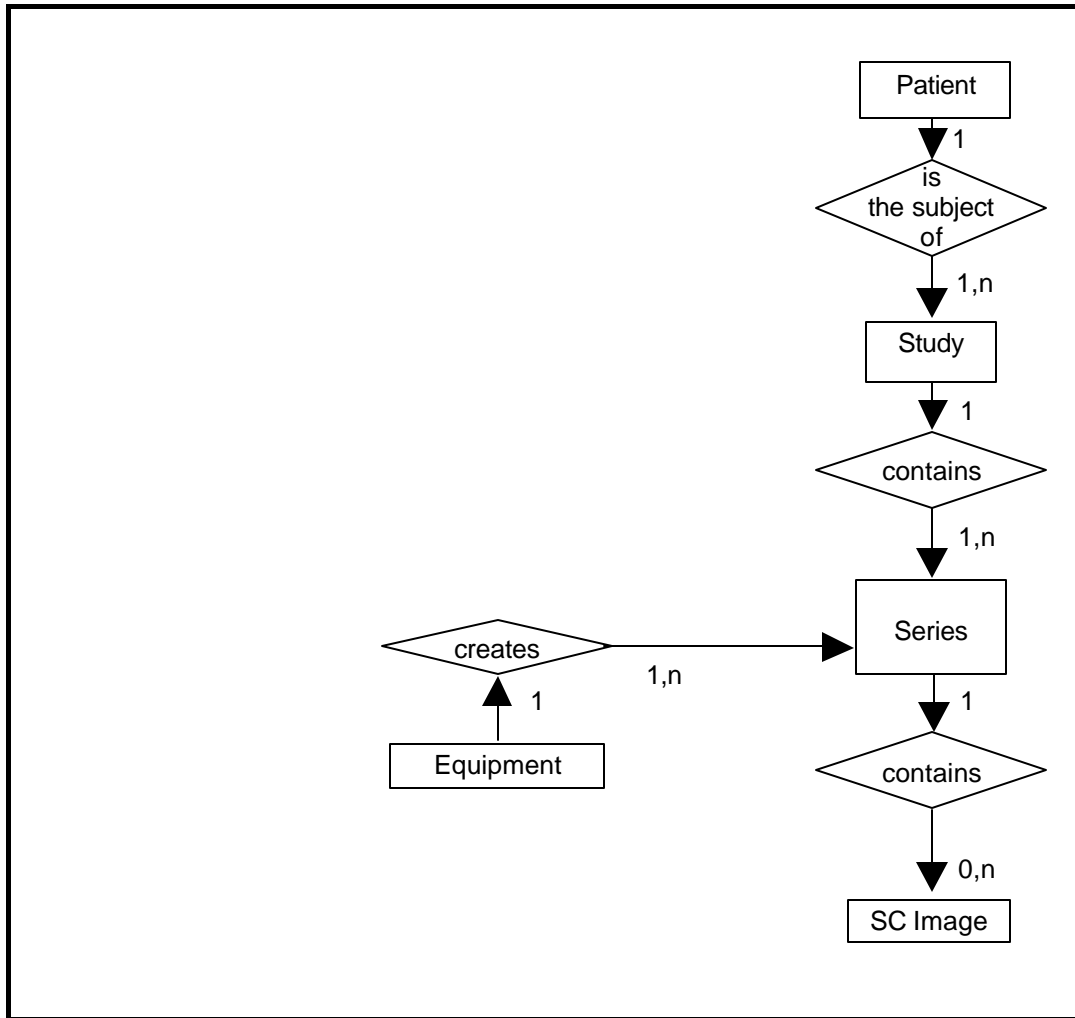 Patient
1
is
the subject
of
1,n
Study
1
contains
1,n
Series
creates
1,n
1
1
Equipment
contains
0,n
SC Image